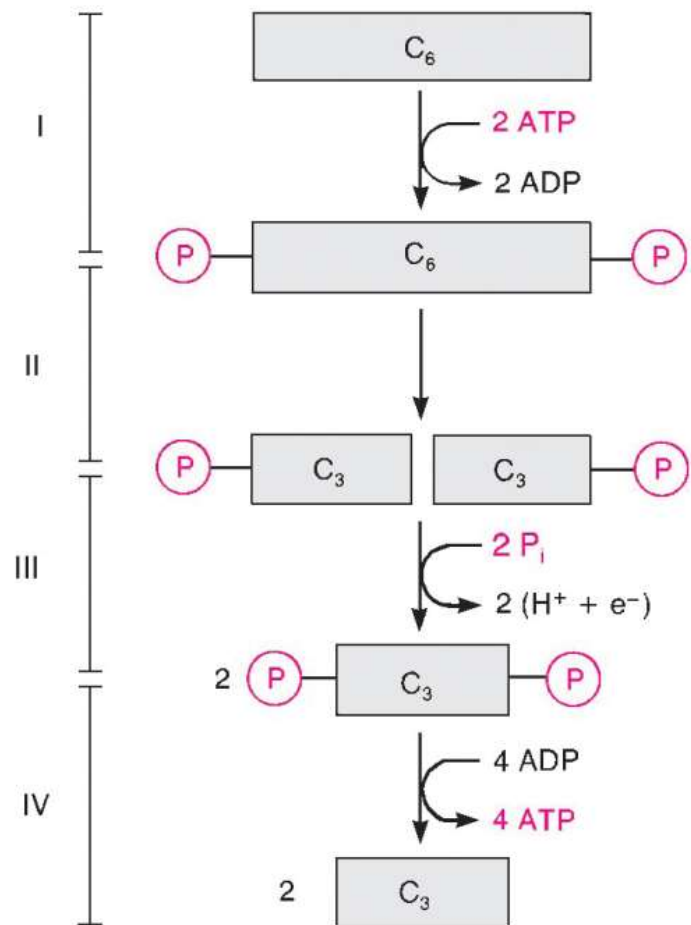 C₆
I
2 ATP
2 ADP
P C₆ P
II
P C₃ C₃ P
2 Pᵢ
III
2 (H⁺ + e⁻)
2 P C₃ P
4 ADP
IV
4 ATP
2 C₃